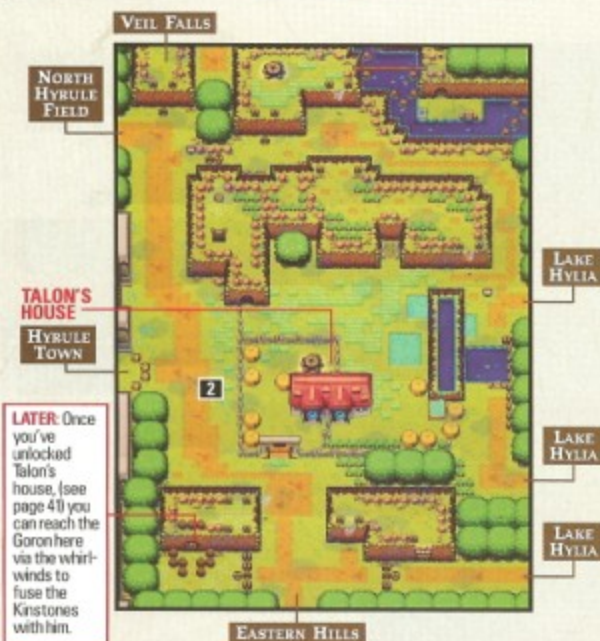 VEIL FALLS
NORTH
HYRULE
FIELD
LAKE
HYLIA
TALON'S
HOUSE
HYRULE
TOWN
2
LATER: Once
you've
unlocked
Talon's
house, (see
page 41) you
can reach the
Goron here
via the whirl-
winds to
fuse the
Kinstones
with him.
LAKE
HYLIA
LAKE
HYLIA
EASTERN HILLS